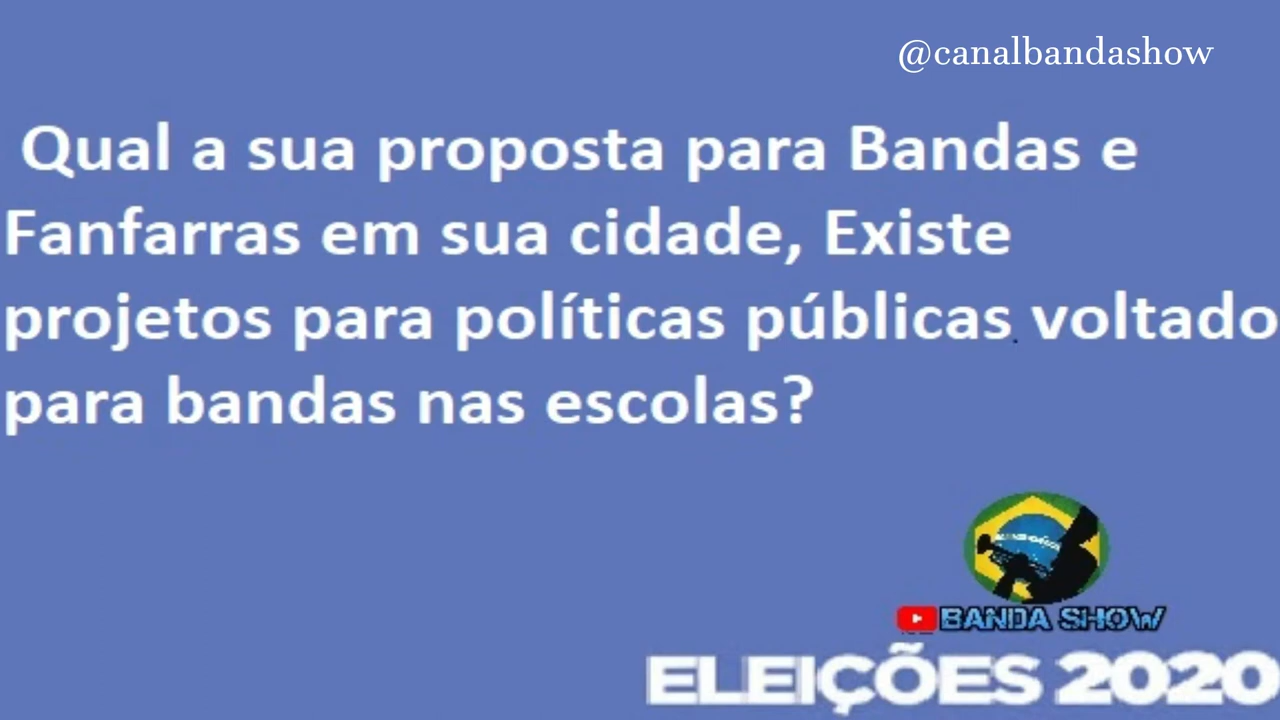 @canalbandashow
Qual a sua proposta para Bandas e
Fanfarras em sua cidade, Existe
projetos para políticas públicas voltado
para bandas nas escolas?
BANDA SHOW
ELEIÇÕES 2020